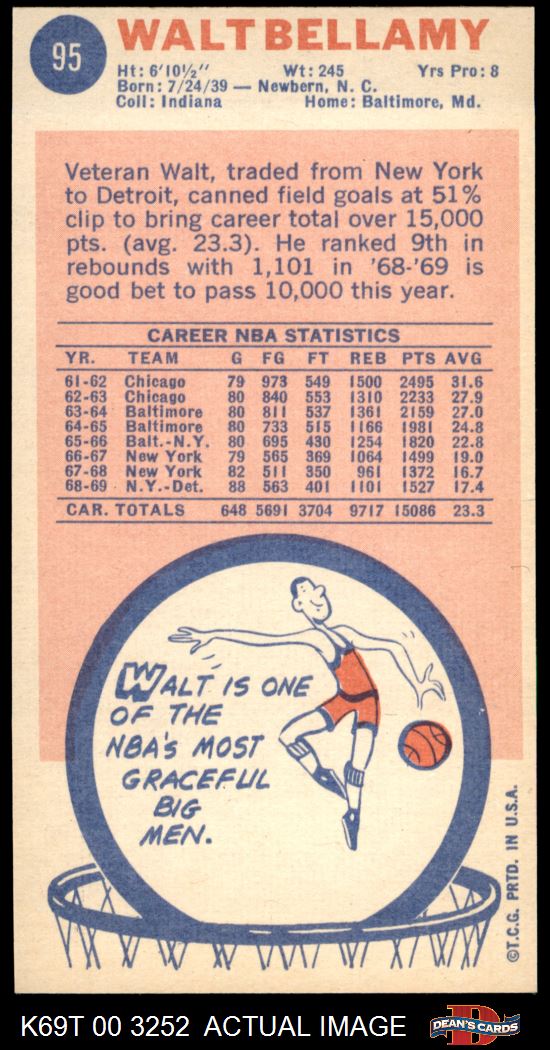 95
WALT BELLAMY
Ht: 6'10½" Wt: 245 Yrs Pro: 8
Born: 7/24/39 — Newbern, N. C.
Coll: Indiana Home: Baltimore, Md.
Veteran Walt, traded from New York
to Detroit, canned field goals at 51%
clip to bring career total over 15,000
pts. (avg. 23.3). He ranked 9th in
rebounds with 1,101 in '68-'69 is
good bet to pass 10,000 this year.
CAREER NBA STATISTICS
YR. TEAM G FG FT REB PTS AVG
61-62 Chicago 79 973 549 1500 2495 31.6
62-63 Chicago 80 840 553 1310 2233 27.9
63-64 Baltimore 80 811 537 1361 2159 27.0
64-65 Baltimore 80 733 515 1166 1981 24.8
65-66 Balt.-N.Y. 80 695 430 1254 1820 22.8
66-67 New York 79 565 369 1064 1499 19.0
67-68 New York 82 511 350 961 1372 16.7
68-69 N.Y.-Det. 88 563 401 1101 1527 17.4
CAR. TOTALS 648 5691 3704 9717 15086 23.3
WALT IS ONE
OF THE
NBA'S MOST
GRACEFUL
BIG
MEN.
©T.C.G. PRTD. IN U.S.A.
K69T 00 3252 ACTUAL IMAGE
D
DEAN'S CARDS